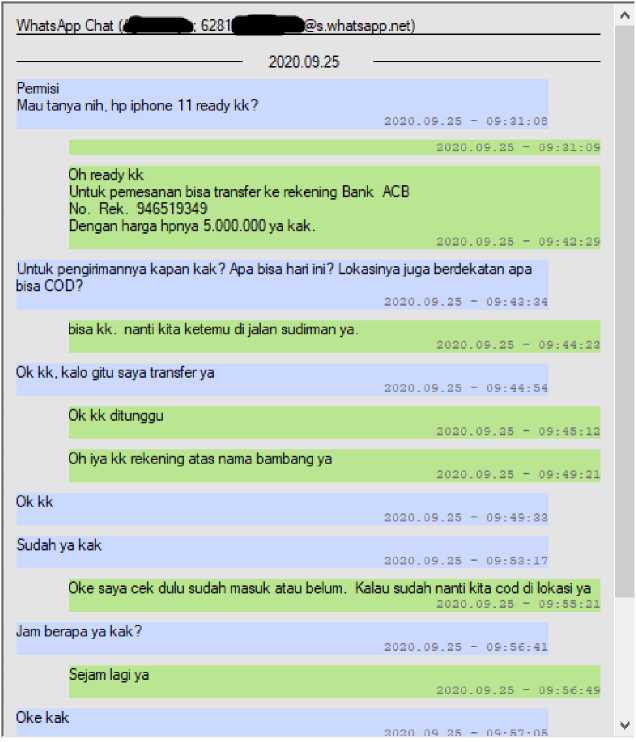 WhatsApp Chat ( : 6281 @s.whatsapp.net)
2020.09.25
Permisi
Mau tanya nih, hp iphone 11 ready kk?
2020.09.25 - 09:31:08
2020.09.25 - 09:31:09
Oh ready kk
Untuk pemesanan bisa transfer ke rekening Bank ACB
No. Rek. 946519349
Dengan harga hpnya 5.000.000 ya kak.
2020.09.25 - 09:42:29
Untuk pengirimannya kapan kak? Apa bisa hari ini? Lokasinya juga berdekatan apa
bisa COD?
2020.09.25 - 09:43:34
bisa kk. nanti kita ketemu di jalan sudirman ya.
2020.09.25 - 09:44:23
Ok kk, kalo gitu saya transfer ya
2020.09.25 - 09:44:54
Ok kk ditunggu
2020.09.25 - 09:45:12
Oh iya kk rekening atas nama bambang ya
2020.09.25 - 09:49:21
Ok kk
2020.09.25 - 09:49:33
Sudah ya kak
2020.09.25 - 09:53:17
Oke saya cek dulu sudah masuk atau belum. Kalau sudah nanti kita cod di lokasi ya
2020.09.25 - 09:55:21
Jam berapa ya kak?
2020.09.25 - 09:56:41
Sejam lagi ya
2020.09.25 - 09:56:49
Oke kak
2020.09.25 - 09:57:05